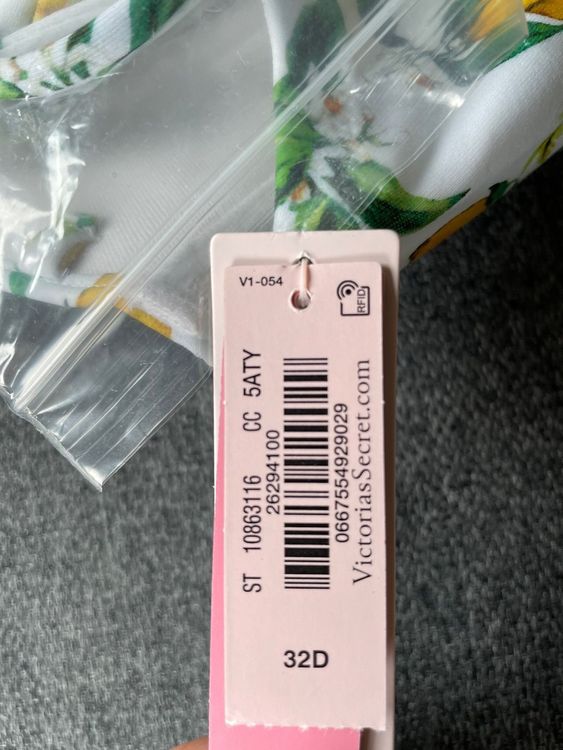 V1-054
RFID
ST 10863116 CC 5ATY
26294100
0667554929029
VictoriasSecret.com
32D